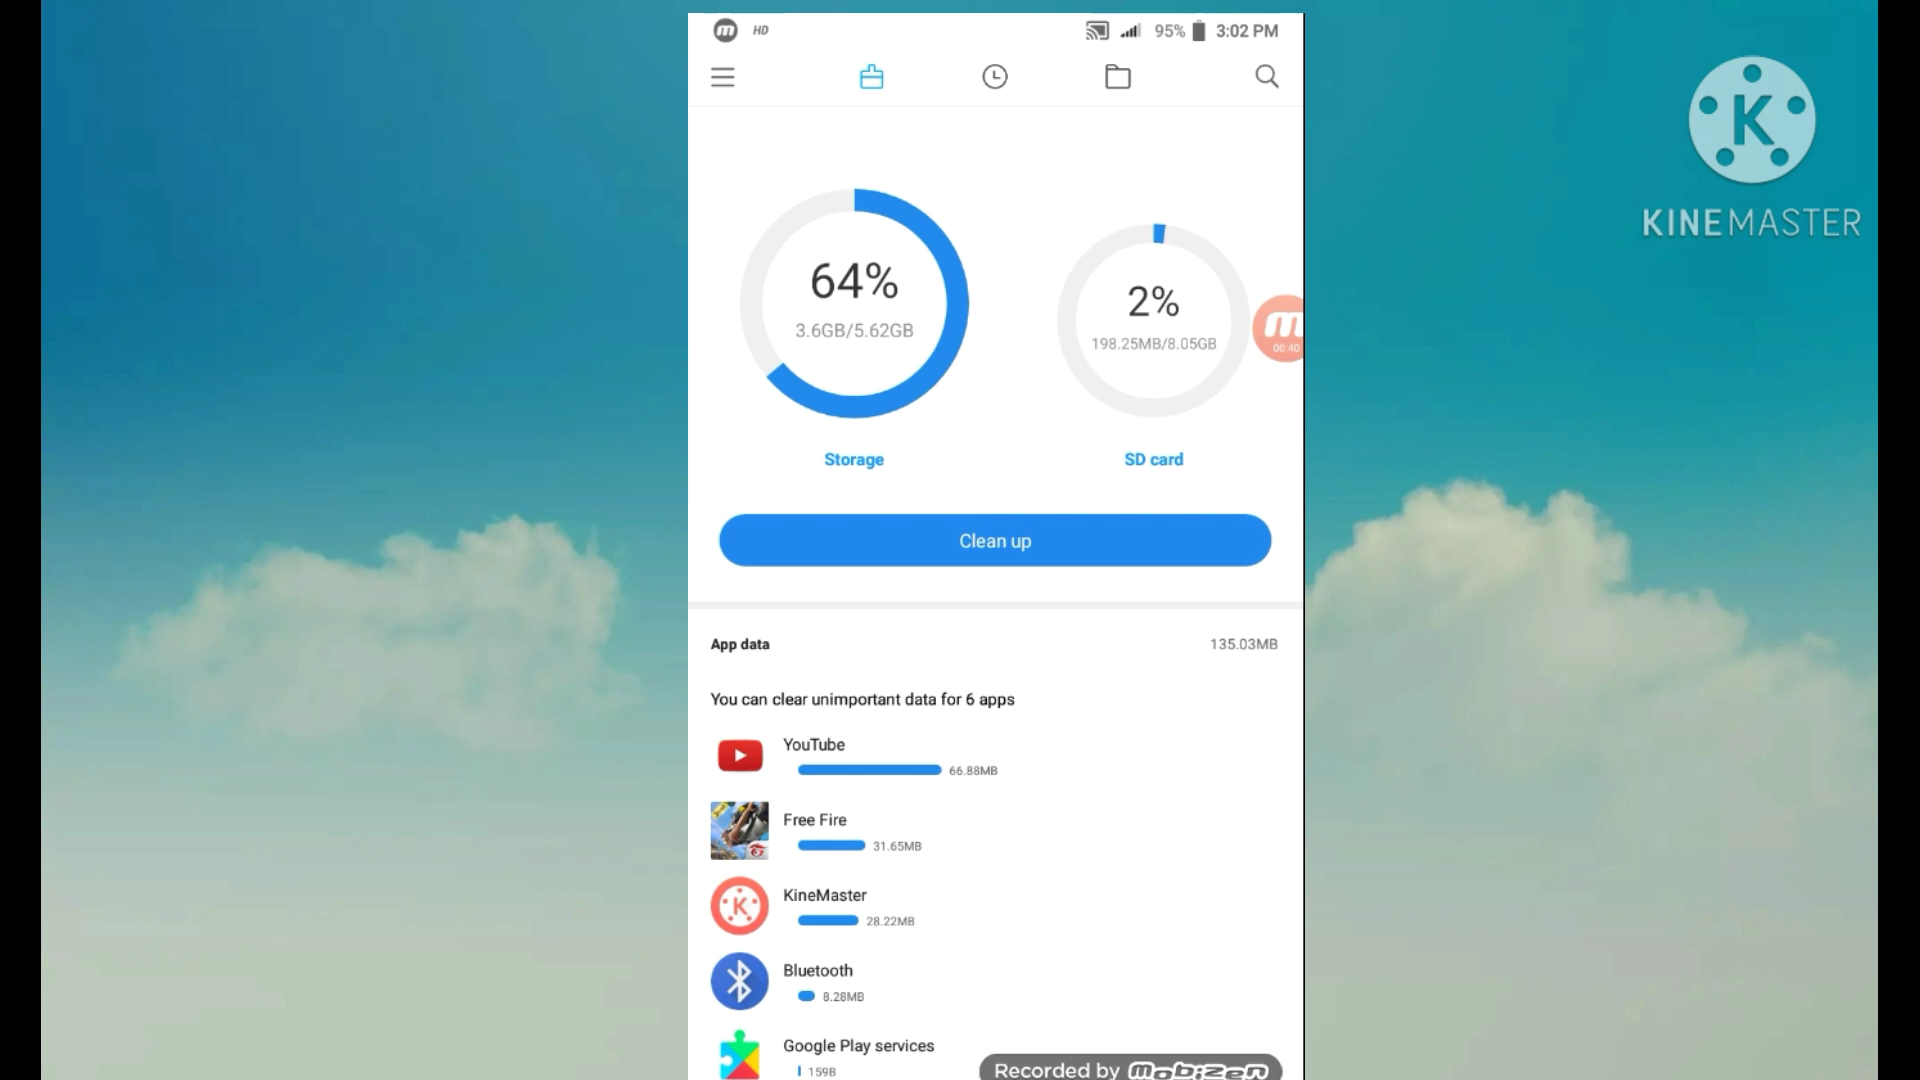 HD
95%
3:02 PM
KINEMASTER
64%
3.6GB/5.62GB
2%
198.25MB/8.05GB
00:40
Storage
SD card
Clean up
App data
135.03MB
You can clear unimportant data for 6 apps
YouTube
66.88MB
Free Fire
31.65MB
KineMaster
28.22MB
Bluetooth
8.28MB
Google Play services
159B
Recorded by mobizen